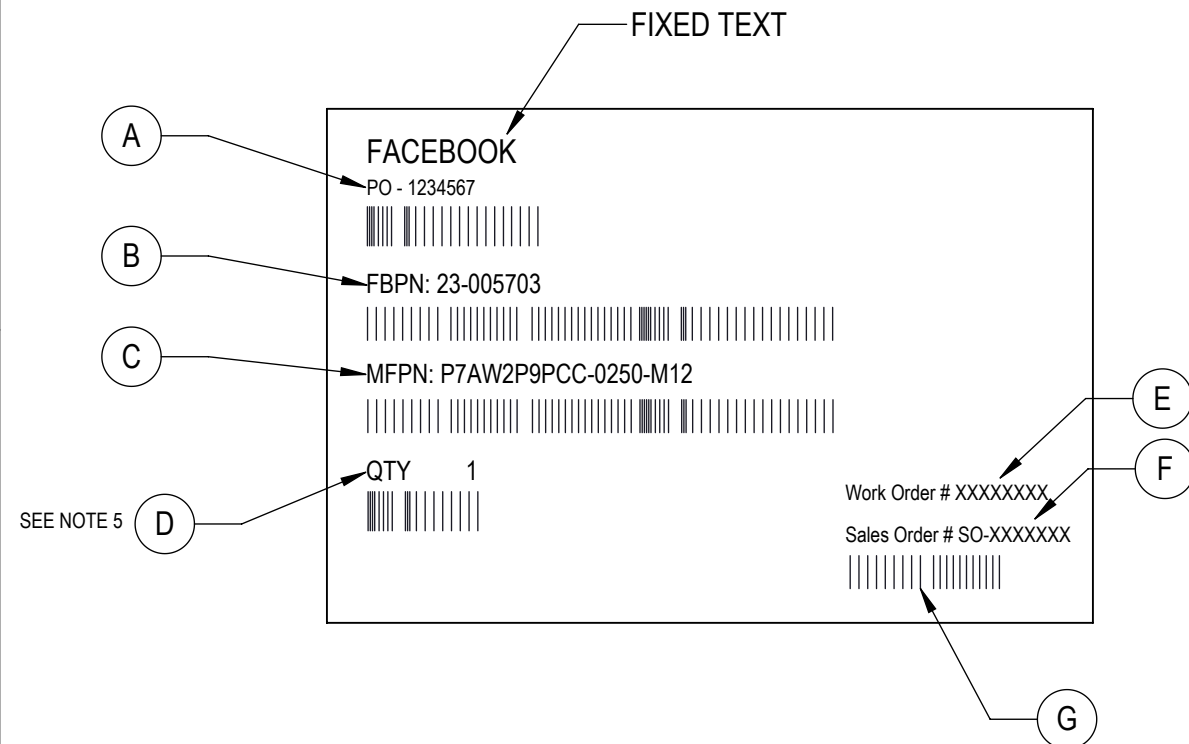 FIXED TEXT
A
FACEBOOK
PO - 1234567
B
FBPN: 23-005703
C
MFPN: P7AW2P9PCC-0250-M12
E
QTY 1
F
Work Order # XXXXXXXX
SEE NOTE 5
D
Sales Order # SO-XXXXXXX
G